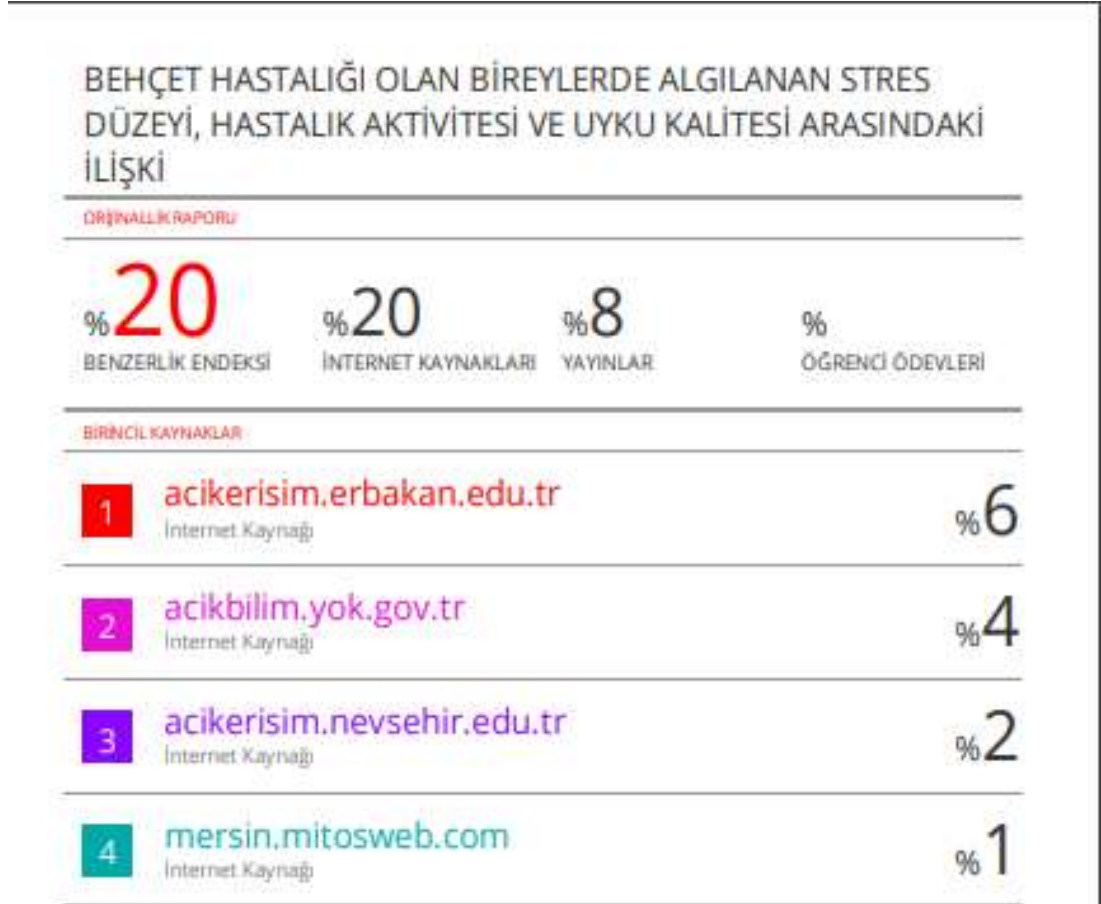 BEHÇET HASTALIĞI OLAN BİREYLERDE ALGILANAN STRES
DÜZEYİ, HASTALIK AKTİVİTESİ VE UYKU KALİTESİ ARASINDAKİ
İLİŞKİ
ORİJİNALLİK RAPORU
%20 %20 %8 %
BENZERLİK ENDEKSİ İNTERNET KAYNAKLARI YAYINLAR ÖĞRENCİ ÖDEVLERİ
BİRİNCİL KAYNAKLAR
1 acikerisim.erbakan.edu.tr %6
İnternet Kaynağı
2 acikbilim.yok.gov.tr %4
İnternet Kaynağı
3 acikerisim.nevsehir.edu.tr %2
İnternet Kaynağı
4 mersin.mitosweb.com %1
İnternet Kaynağı